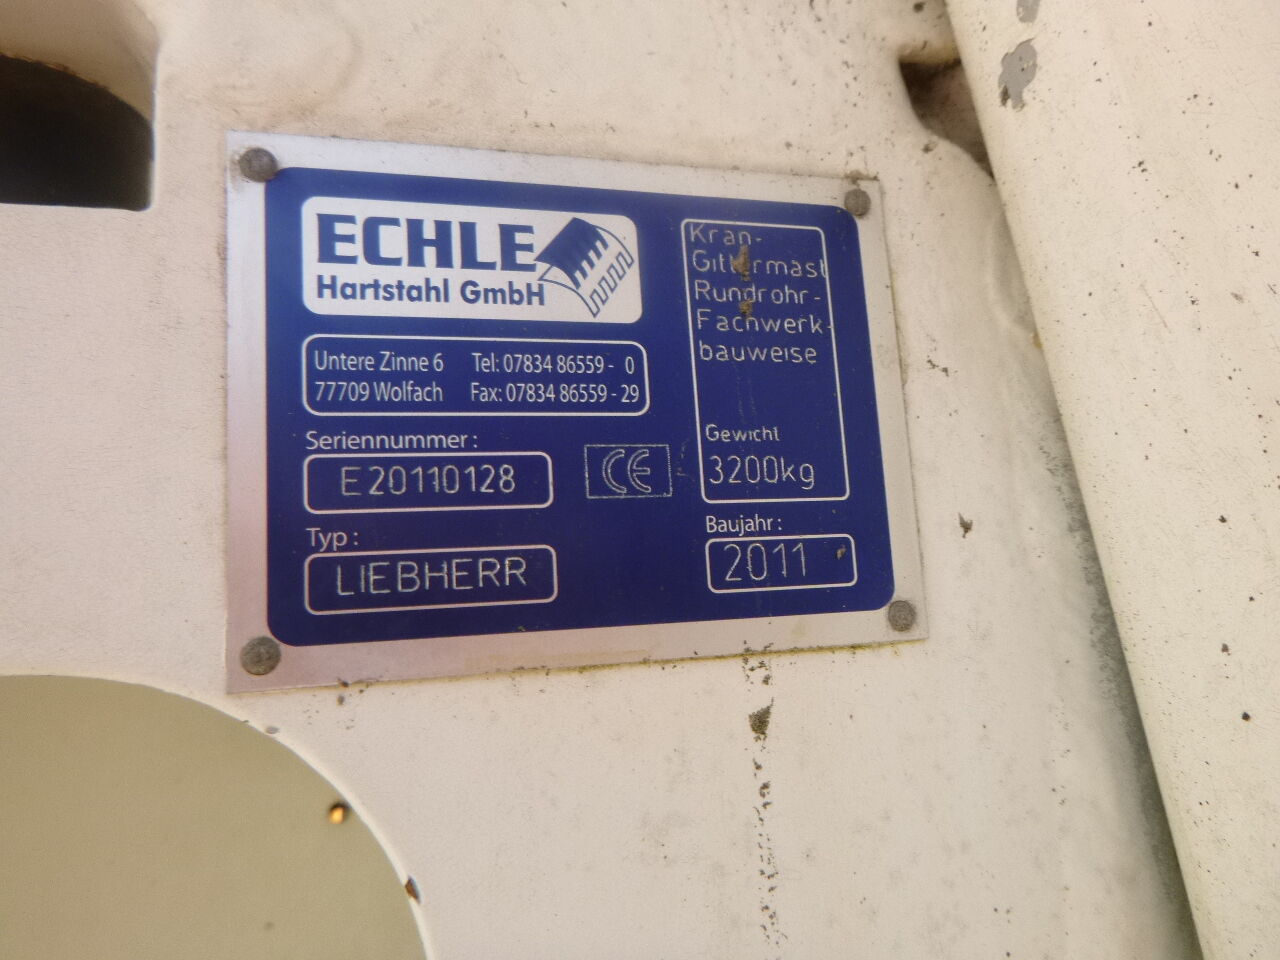 ECHLE
Hartstahl GmbH
Untere Zinne 6 Tel: 07834 86559 - 0
77709 Wolfach Fax: 07834 86559 - 29
Seriennummer :
E20110128
CE
Typ :
LIEBHERR
Kran-
Gittermast
Rundrohr-
Fachwerk-
bauweise
Gewicht
3200kg
Baujahr :
2011